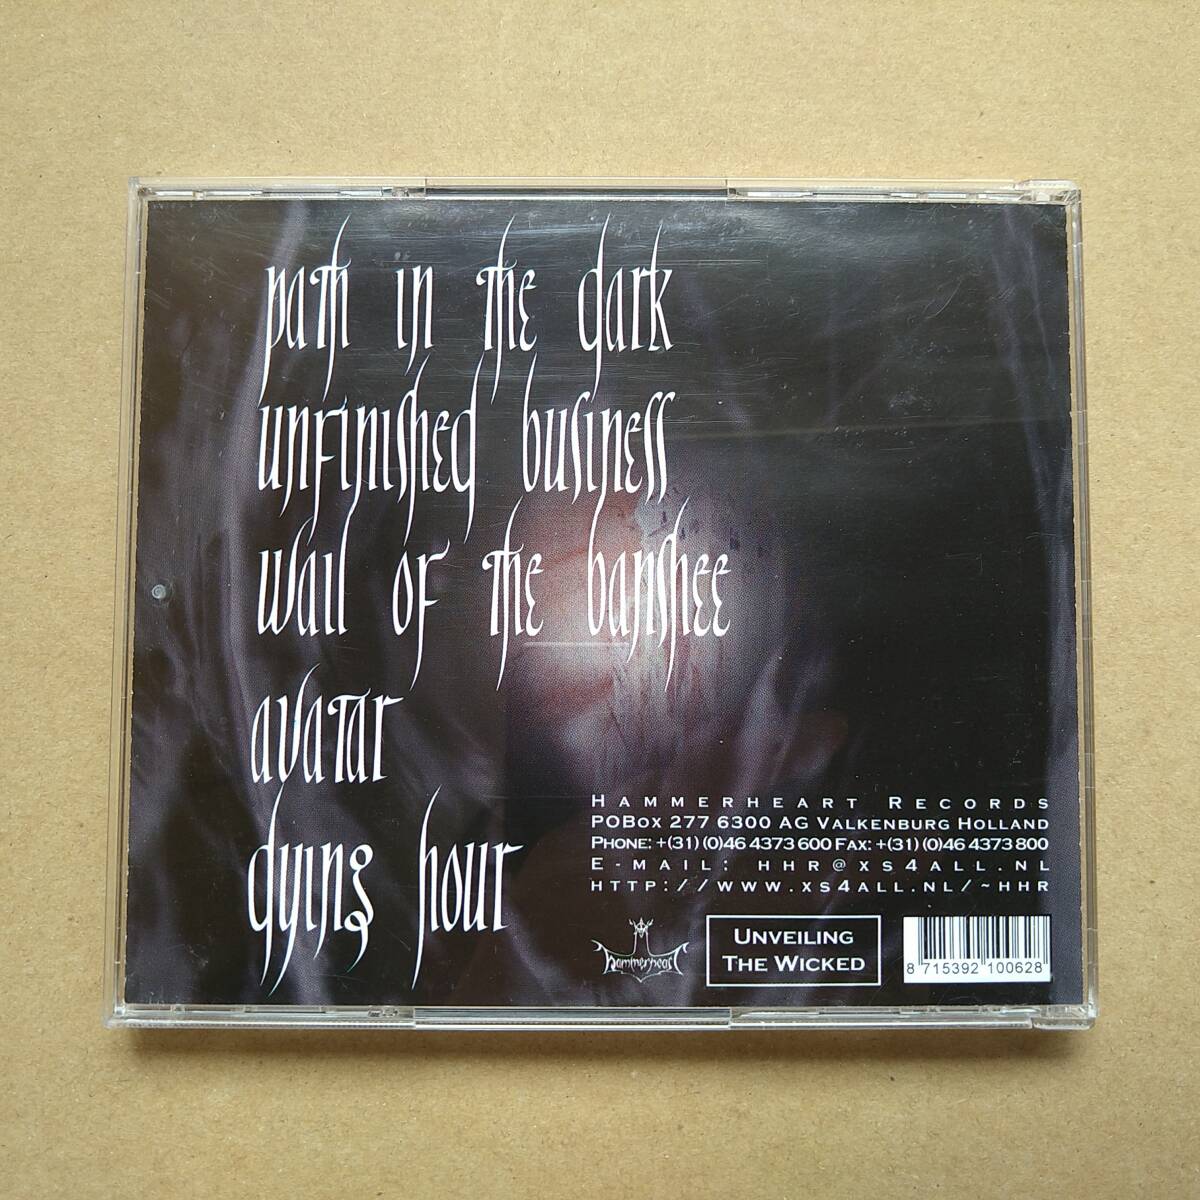 path in the dark
unfinished business
wail of the banshee
avatar
dying hour
HAMMERHEART RECORDS
POBOX 277 6300 AG VALKENBURG HOLLAND
PHONE: +(31) (0)46 4373 600 FAX: +(31) (0)46 4373 800
E-MAIL: HHR@XS4ALL.NL
HTTP://WWW.XS4ALL.NL/~HHR
hammerheart
UNVEILING
THE WICKED
8 715392 100628